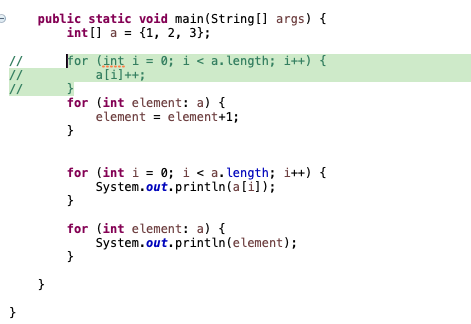 public static void main(String[] args) {
int[] a = {1, 2, 3};
// for (int i = 0; i < a.length; i++) {
// a[i]++;
// }
for (int element: a) {
element = element+1;
}
for (int i = 0; i < a.length; i++) {
System.out.println(a[i]);
}
for (int element: a) {
System.out.println(element);
}
}
}